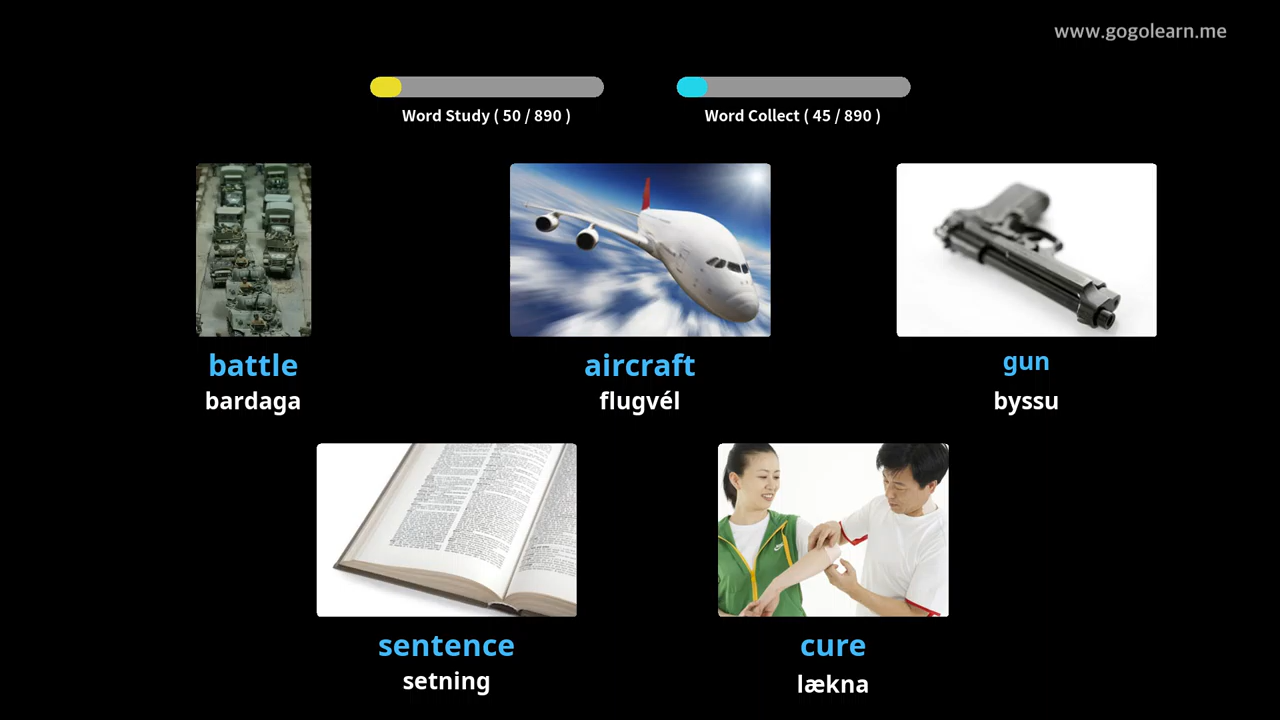 www.gogolearn.me
Word Study ( 50 / 890 )
Word Collect ( 45 / 890 )
battle
bardaga
aircraft
flugvél
gun
byssu
sentence
setning
cure
lækna